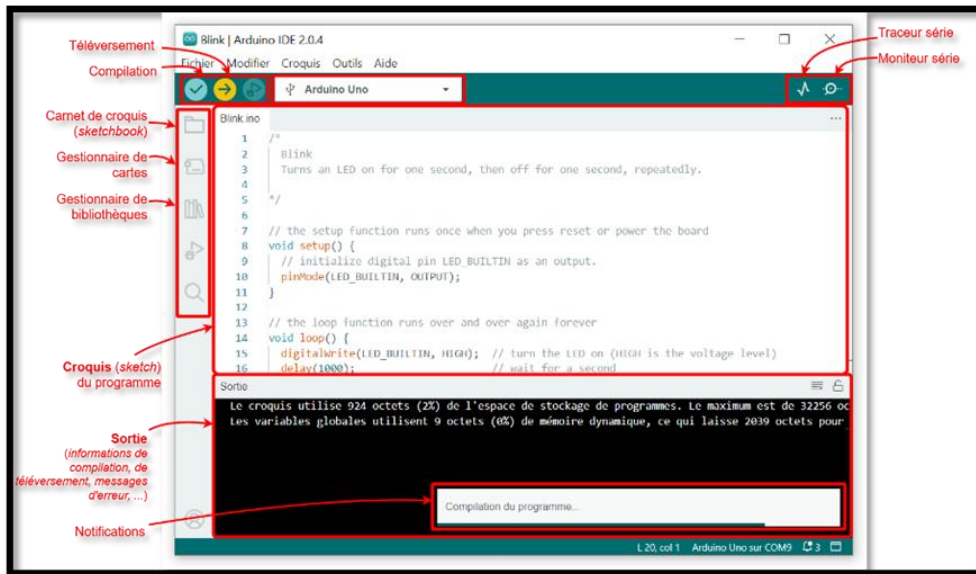 Blink | Arduino IDE 2.0.4
Fichier Modifier Croquis Outils Aide
Téléversement
Compilation
Traceur série
Moniteur série
Arduino Uno
Carnet de croquis
(sketchbook)
Gestionnaire de
cartes
Gestionnaire de
bibliothèques
Blink.ino
1 /*
2 Blink
3 Turns an LED on for one second, then off for one second, repeatedly.
4
5 */
6
7 // the setup function runs once when you press reset or power the board
8 void setup() {
9 // initialize digital pin LED_BUILTIN as an output.
10 pinMode(LED_BUILTIN, OUTPUT);
11 }
12
13 // the loop function runs over and over again forever
14 void loop() {
15 digitalWrite(LED_BUILTIN, HIGH); // turn the LED on (HIGH is the voltage level)
16 delay(1000); // wait for a second
Croquis (sketch)
du programme
Sortie
Le croquis utilise 924 octets (2%) de l'espace de stockage de programmes. Le maximum est de 32256 oc
Les variables globales utilisent 9 octets (0%) de mémoire dynamique, ce qui laisse 2039 octets pour
Sortie
(informations de
compilation, de
téléversement, messages
d'erreur, ...)
Notifications
Compilation du programme...
L 20, col 1 Arduino Uno sur COM9 3